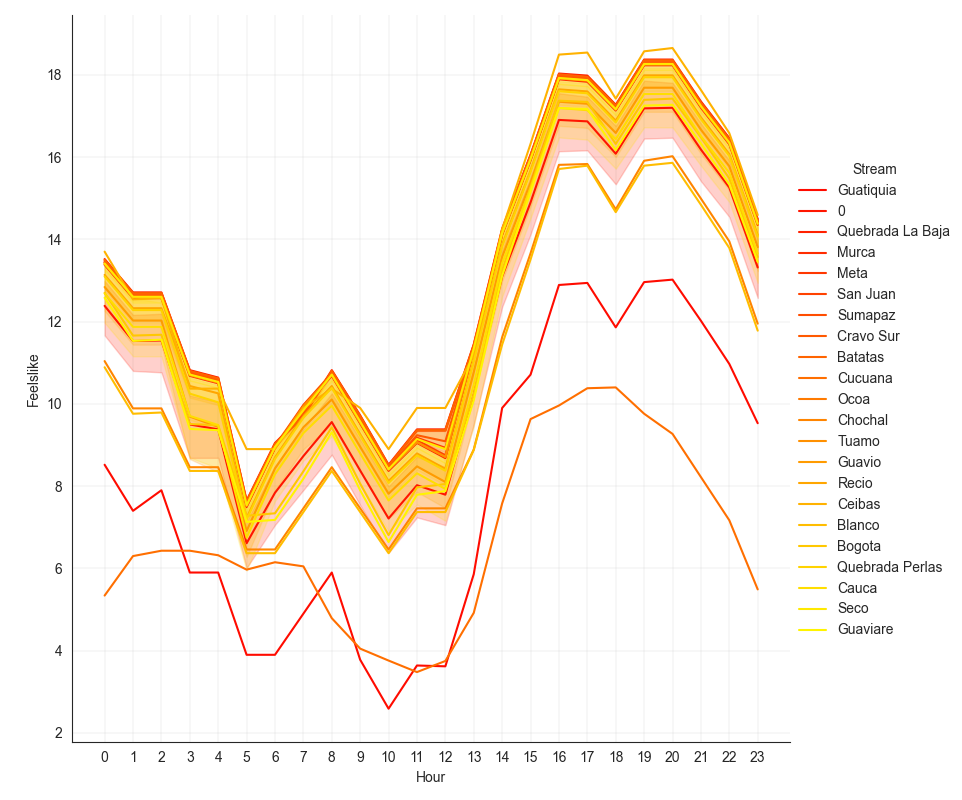 Stream
Guatiquia
0
Quebrada La Baja
Murca
Meta
San Juan
Sumapaz
Cravo Sur
Batatas
Cucuana
Ocoa
Chochal
Tuamo
Guavio
Recio
Ceibas
Blanco
Bogota
Quebrada Perlas
Cauca
Seco
Guaviare
Feelslike
18
16
14
12
10
8
6
4
2
0 1 2 3 4 5 6 7 8 9 10 11 12 13 14 15 16 17 18 19 20 21 22 23
Hour